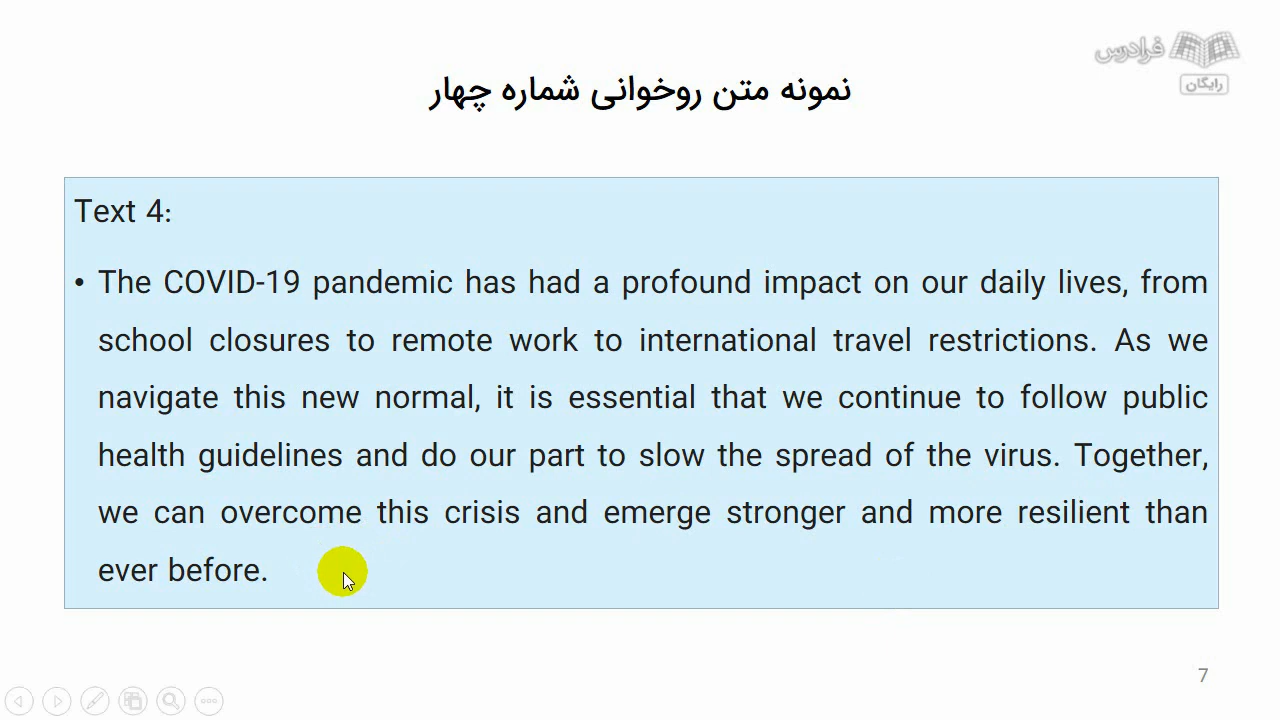 فرادرس
رایگان
نمونه متن روخوانی شماره چهار
Text 4:
• The COVID-19 pandemic has had a profound impact on our daily lives, from
school closures to remote work to international travel restrictions. As we
navigate this new normal, it is essential that we continue to follow public
health guidelines and do our part to slow the spread of the virus. Together,
we can overcome this crisis and emerge stronger and more resilient than
ever before.
7